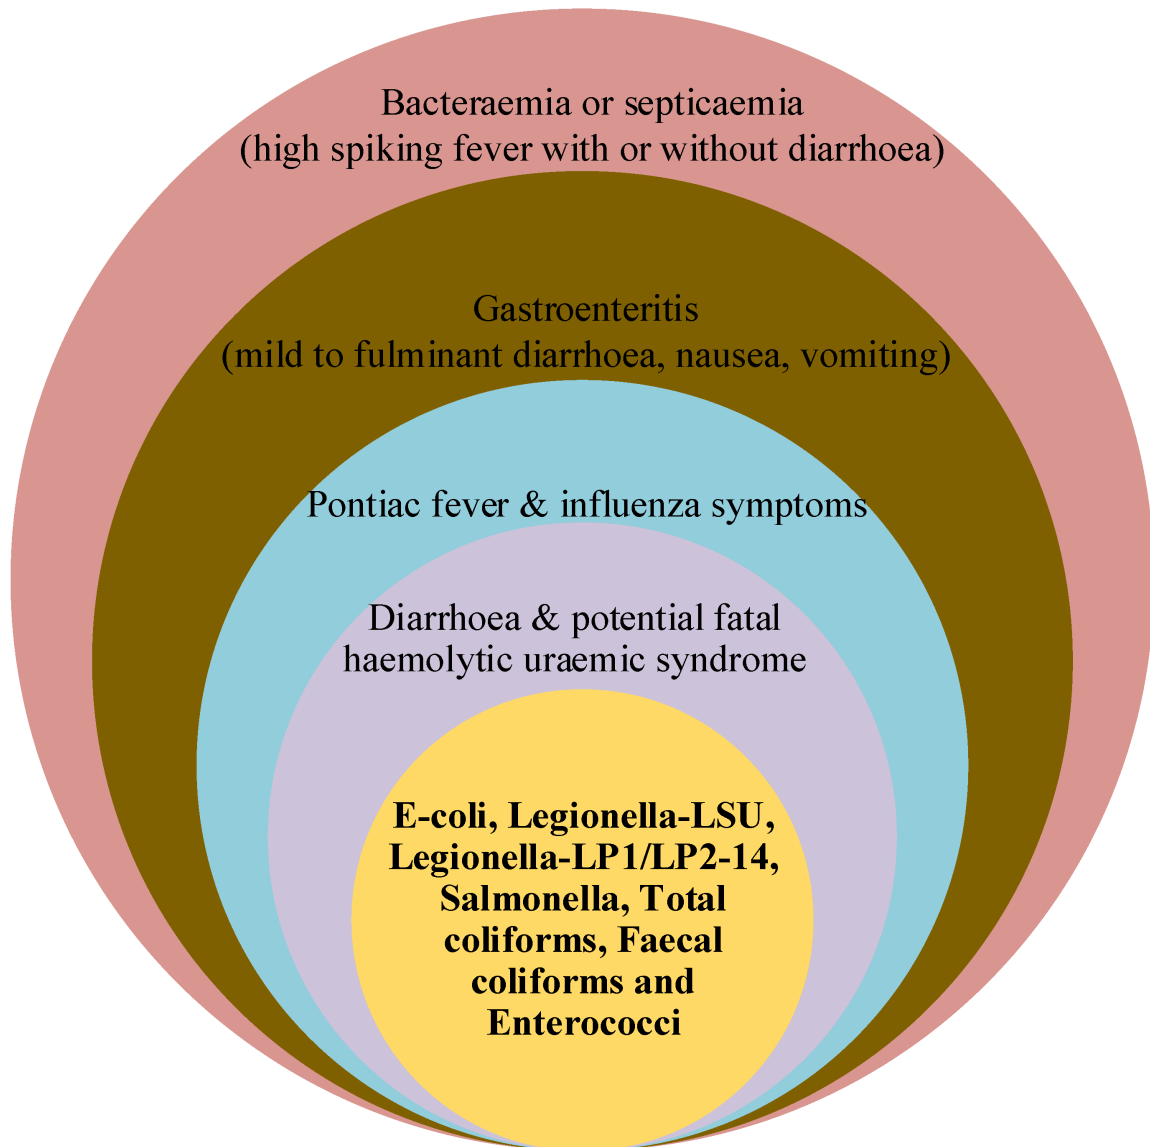 Bacteraemia or septicaemia
(high spiking fever with or without diarrhoea)
Gastroenteritis
(mild to fulminant diarrhoea, nausea, vomiting)
Pontiac fever & influenza symptoms
Diarrhoea & potential fatal
haemolytic uraemic syndrome
E-coli, Legionella-LSU,
Legionella-LP1/LP2-14,
Salmonella, Total
coliforms, Faecal
coliforms and
Enterococci